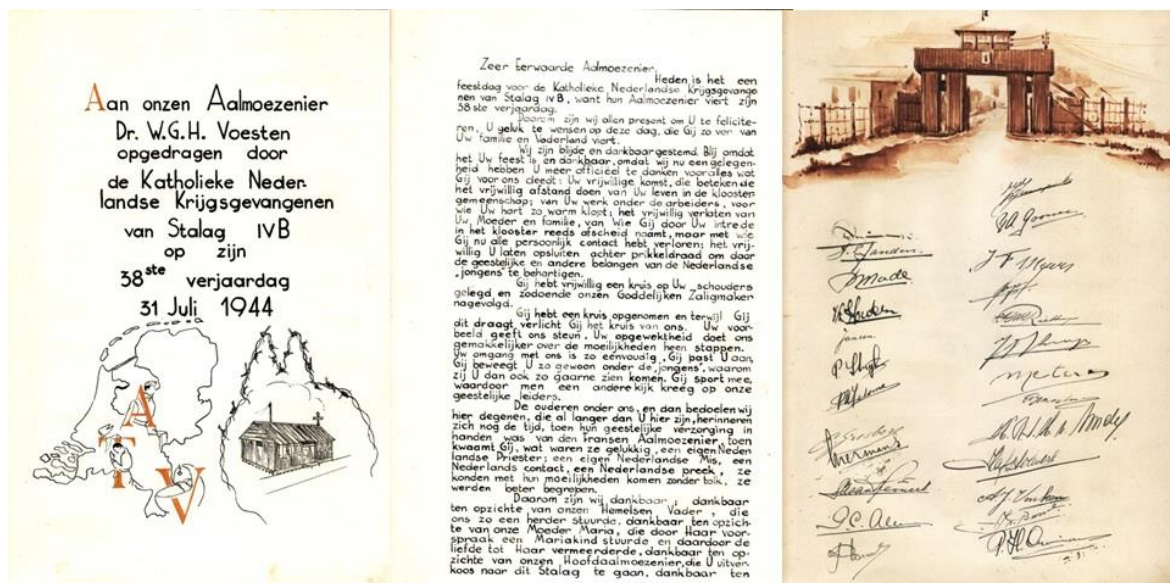 Aan onzen Aalmoezenier
Dr. W.G.H. Voesten
opgedragen door
de Katholieke Neder-
landse Krijgsgevangenen
van Stalag IVB
op zijn
38ste verjaardag
31 Juli 1944
A
T
V
Zeer Eerwaarde Aalmoezenier.
Heden is het een
feestdag voor de Katholieke Nederlandse Krijgsgevange
nen van Stalag IVB, want hun Aalmoezenier viert zijn
38ste verjaardag.
Daarom zijn wij allen present om U te felicite-
ren, U geluk te wensen op deze dag, die Gij zo ver van
Uw familie en Vaderland viert.
Wij zijn blijde en dankbaar gestemd. Blij omdat
het Uw feest is en dankbaar, omdat wij nu een gelegen-
heid hebben U meer officieel te danken voor alles wat
Gij voor ons deedt: Uw vrijwillige komst, die betekende
het vrijwillig afstand doen van Uw leven in de klooster
gemeenschap; van Uw werk onder de arbeiders, voor
wie Uw hart zo warm klopt; het vrijwillig verlaten van
Uw Moeder en familie, van Wie Gij door Uw intrede
in het klooster reeds afscheid naamt, maar met wie
Gij nu alle persoonlijk contact hebt verloren; het vrij-
willig U laten opsluiten achter prikkeldraad om daar
de geestelijke en andere belangen van de Nederlandse
„jongens" te behartigen.
Gij hebt vrijwillig een kruis op Uw schouders
gelegd en zodoende onzen Goddelijken Zaligmaker
nagevolgd.
Gij hebt een kruis opgenomen en terwijl Gij
dit draagt, verlicht Gij het kruis van ons. Uw voor-
beeld geeft ons steun, Uw opgewektheid doet ons
gemakkelijker over de moeilijkheden heen stappen.
Uw omgang met ons is zo eenvoudig, Gij past U aan,
Gij beweegt U zo gewoon onder de „jongens", waarom
zij U dan ook zo gaarne zien komen. Gij sport mee,
waardoor men een andere kijk kreeg op onze
geestelijke leiders.
De ouderen onder ons, en dan bedoelen wij
hier degenen, die al langer dan U hier zijn, herinneren
zich nog de tijd, toen hun geestelijke verzorging in
handen was van den Fransen Aalmoezenier, toen
kwaamt Gij, wat waren ze gelukkig, een eigen Neder
landse Priester; een eigen Nederlandse Mis, een
Nederlands contact, een Nederlandse preek, ze
konden met hun moeilijkheden komen zonder tolk, ze
werden beter begrepen.
Daarom zijn wij dankbaar; dankbaar
ten opzichte van onzen Hemelsen Vader, die
ons zo een herder stuurde, dankbaar ten opzich-
te van onze Moeder Maria, die door Haar voor-
spraak een Mariakind stuurde en daardoor de
liefde tot Haar vermeerderde, dankbaar ten op-
zichte van onzen Hoofdaalmoezenier, die U uitver-
koos naar dit Stalag te gaan, dankbaar ten